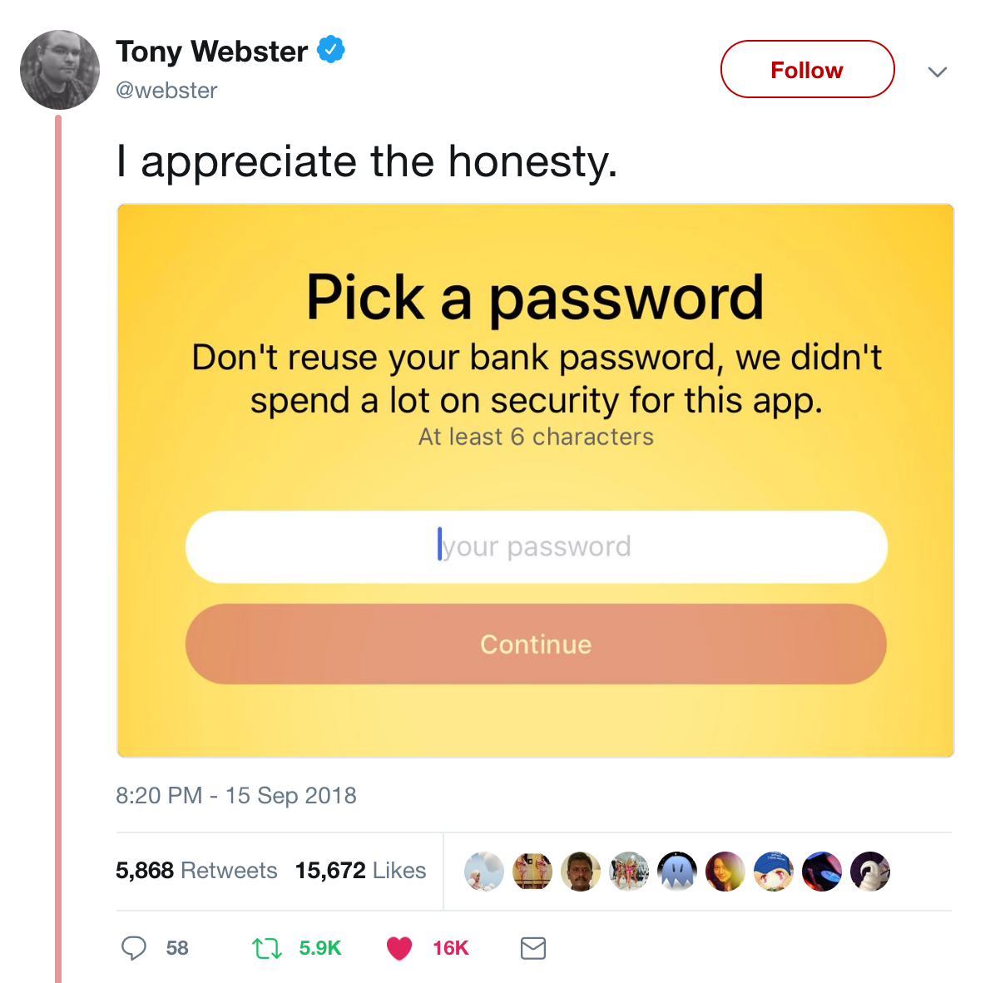 Tony Webster
@webster
Follow
I appreciate the honesty.
Pick a password
Don't reuse your bank password, we didn't
spend a lot on security for this app.
At least 6 characters
your password
Continue
8:20 PM - 15 Sep 2018
5,868 Retweets 15,672 Likes
58 5.9K 16K